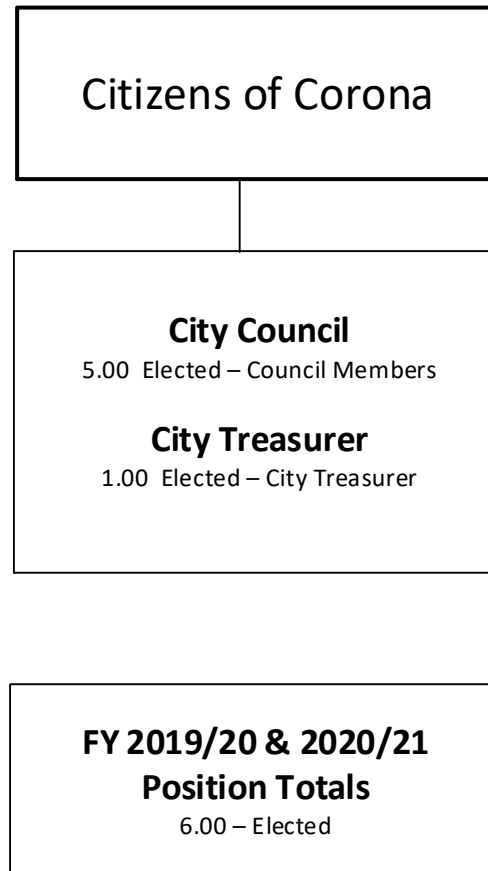 Citizens of Corona
City Council
5.00 Elected – Council Members
City Treasurer
1.00 Elected – City Treasurer
FY 2019/20 & 2020/21
Position Totals
6.00 – Elected